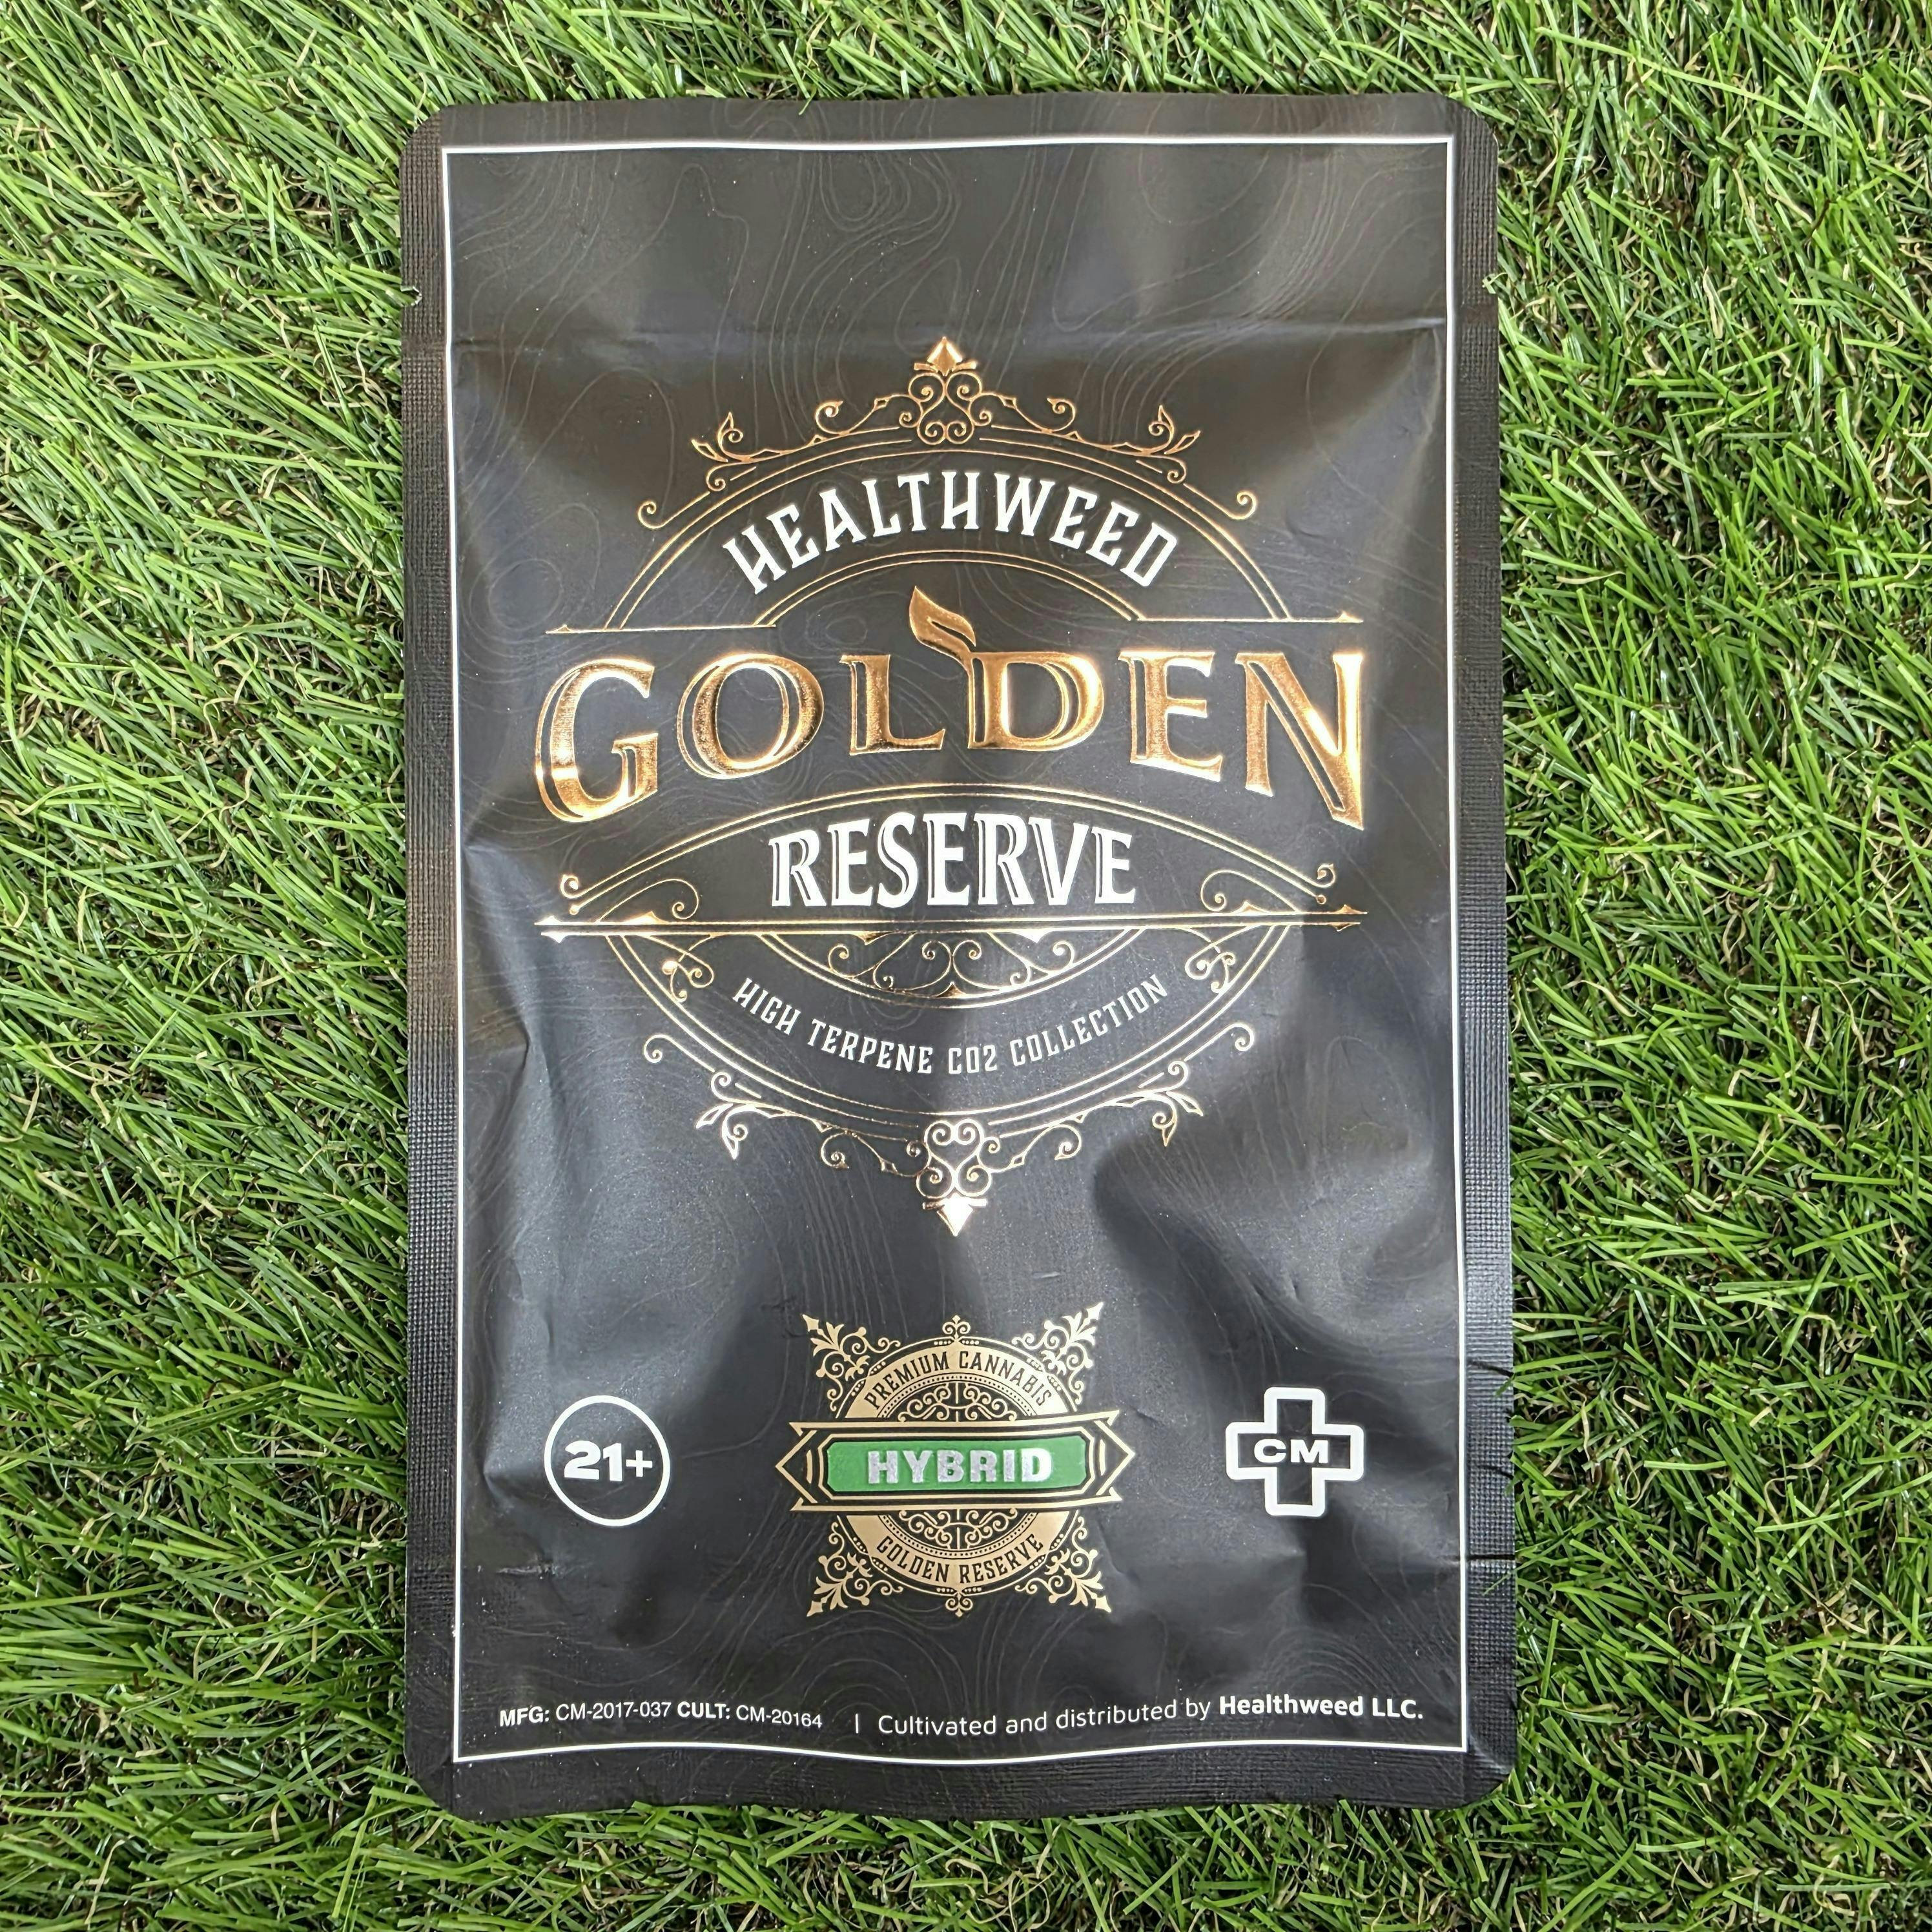 HEALTHWEED
GOLDEN
RESERVE
HIGH TERPENE CO2 COLLECTION
PREMIUM CANNABIS
21+
HYBRID
CM
GOLDEN RESERVE
MFG: CM-2017-037 CULT: CM-20164 | Cultivated and distributed by Healthweed LLC.